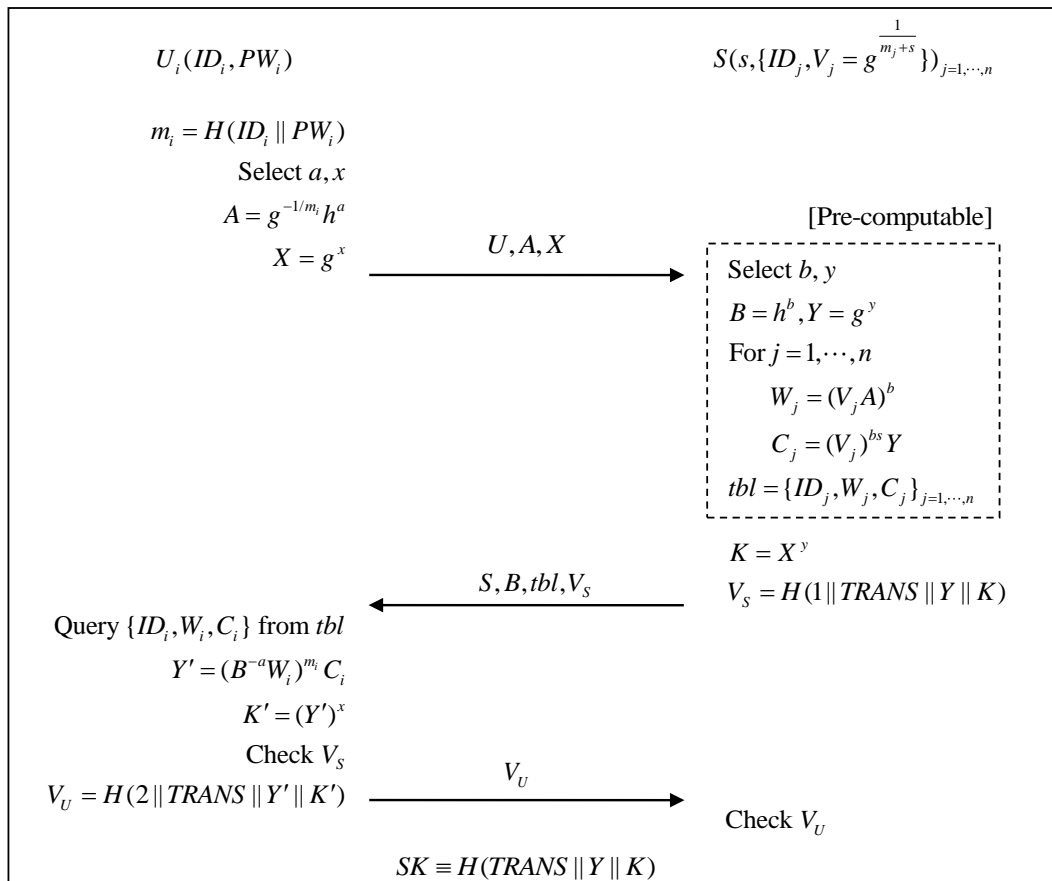 U_i(ID_i, PW_i)
S(s,{ID_j,V_j = g^{\frac{1}{m_j+s}}})_{j=1,⋯,n}
m_i = H(ID_i || PW_i)
Select a, x
A = g^{-1/m_i} h^a
X = g^x
U, A, X
[Pre-computable]
Select b, y
B = h^b, Y = g^y
For j = 1,⋯,n
W_j = (V_j A)^b
C_j = (V_j)^{bs} Y
tbl = {ID_j, W_j, C_j}_{j=1,⋯,n}
K = X^y
V_S = H(1 || TRANS || Y || K)
S, B, tbl, V_S
Query {ID_i, W_i, C_i} from tbl
Y′ = (B^{-a} W_i)^{m_i} C_i
K′ = (Y′)^x
Check V_S
V_U = H(2 || TRANS || Y′ || K′)
V_U
Check V_U
SK ≡ H(TRANS || Y || K)